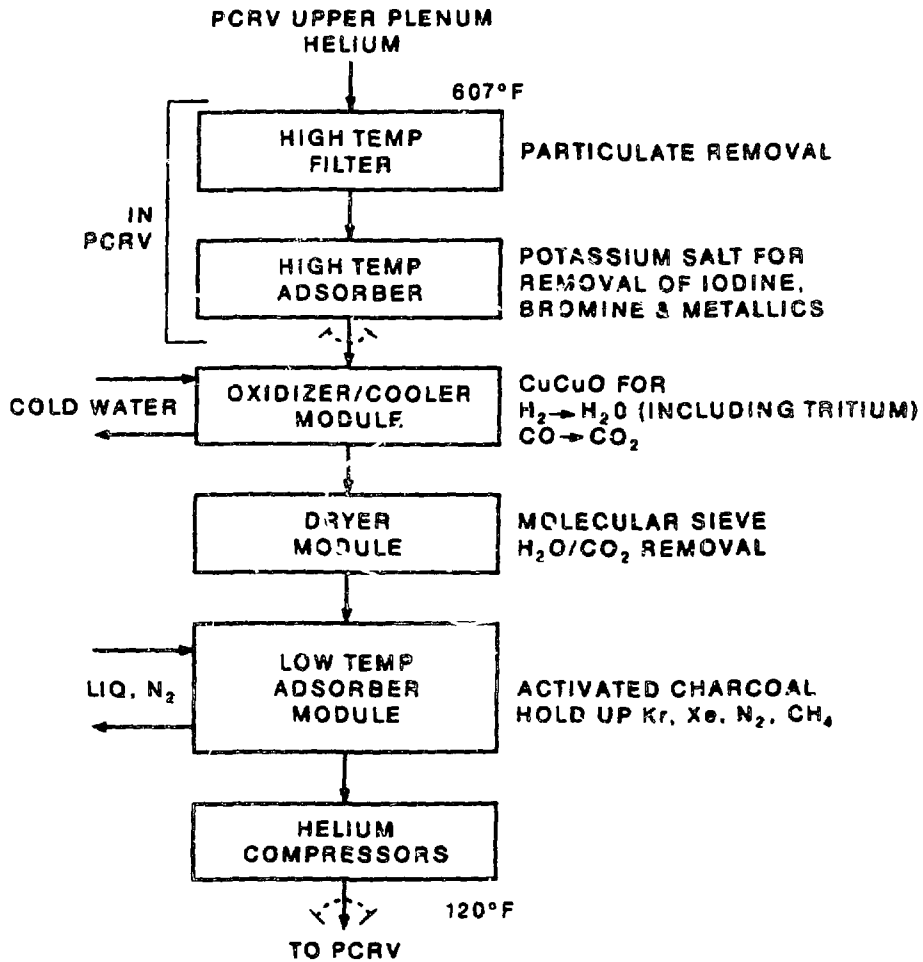 PCRV UPPER PLENUM
HELIUM
607°F
HIGH TEMP
FILTER
PARTICULATE REMOVAL
IN
PCRV
HIGH TEMP
ADSORBER
POTASSIUM SALT FOR
REMOVAL OF IODINE,
BROMINE & METALLICS
COLD WATER
OXIDIZER/COOLER
MODULE
CuCuO FOR
H₂→H₂O (INCLUDING TRITIUM)
CO→CO₂
DRYER
MODULE
MOLECULAR SIEVE
H₂O/CO₂ REMOVAL
LIQ, N₂
LOW TEMP
ADSORBER
MODULE
ACTIVATED CHARCOAL
HOLD UP Kr, Xe, N₂, CH₄
HELIUM
COMPRESSORS
120°F
TO PCRV